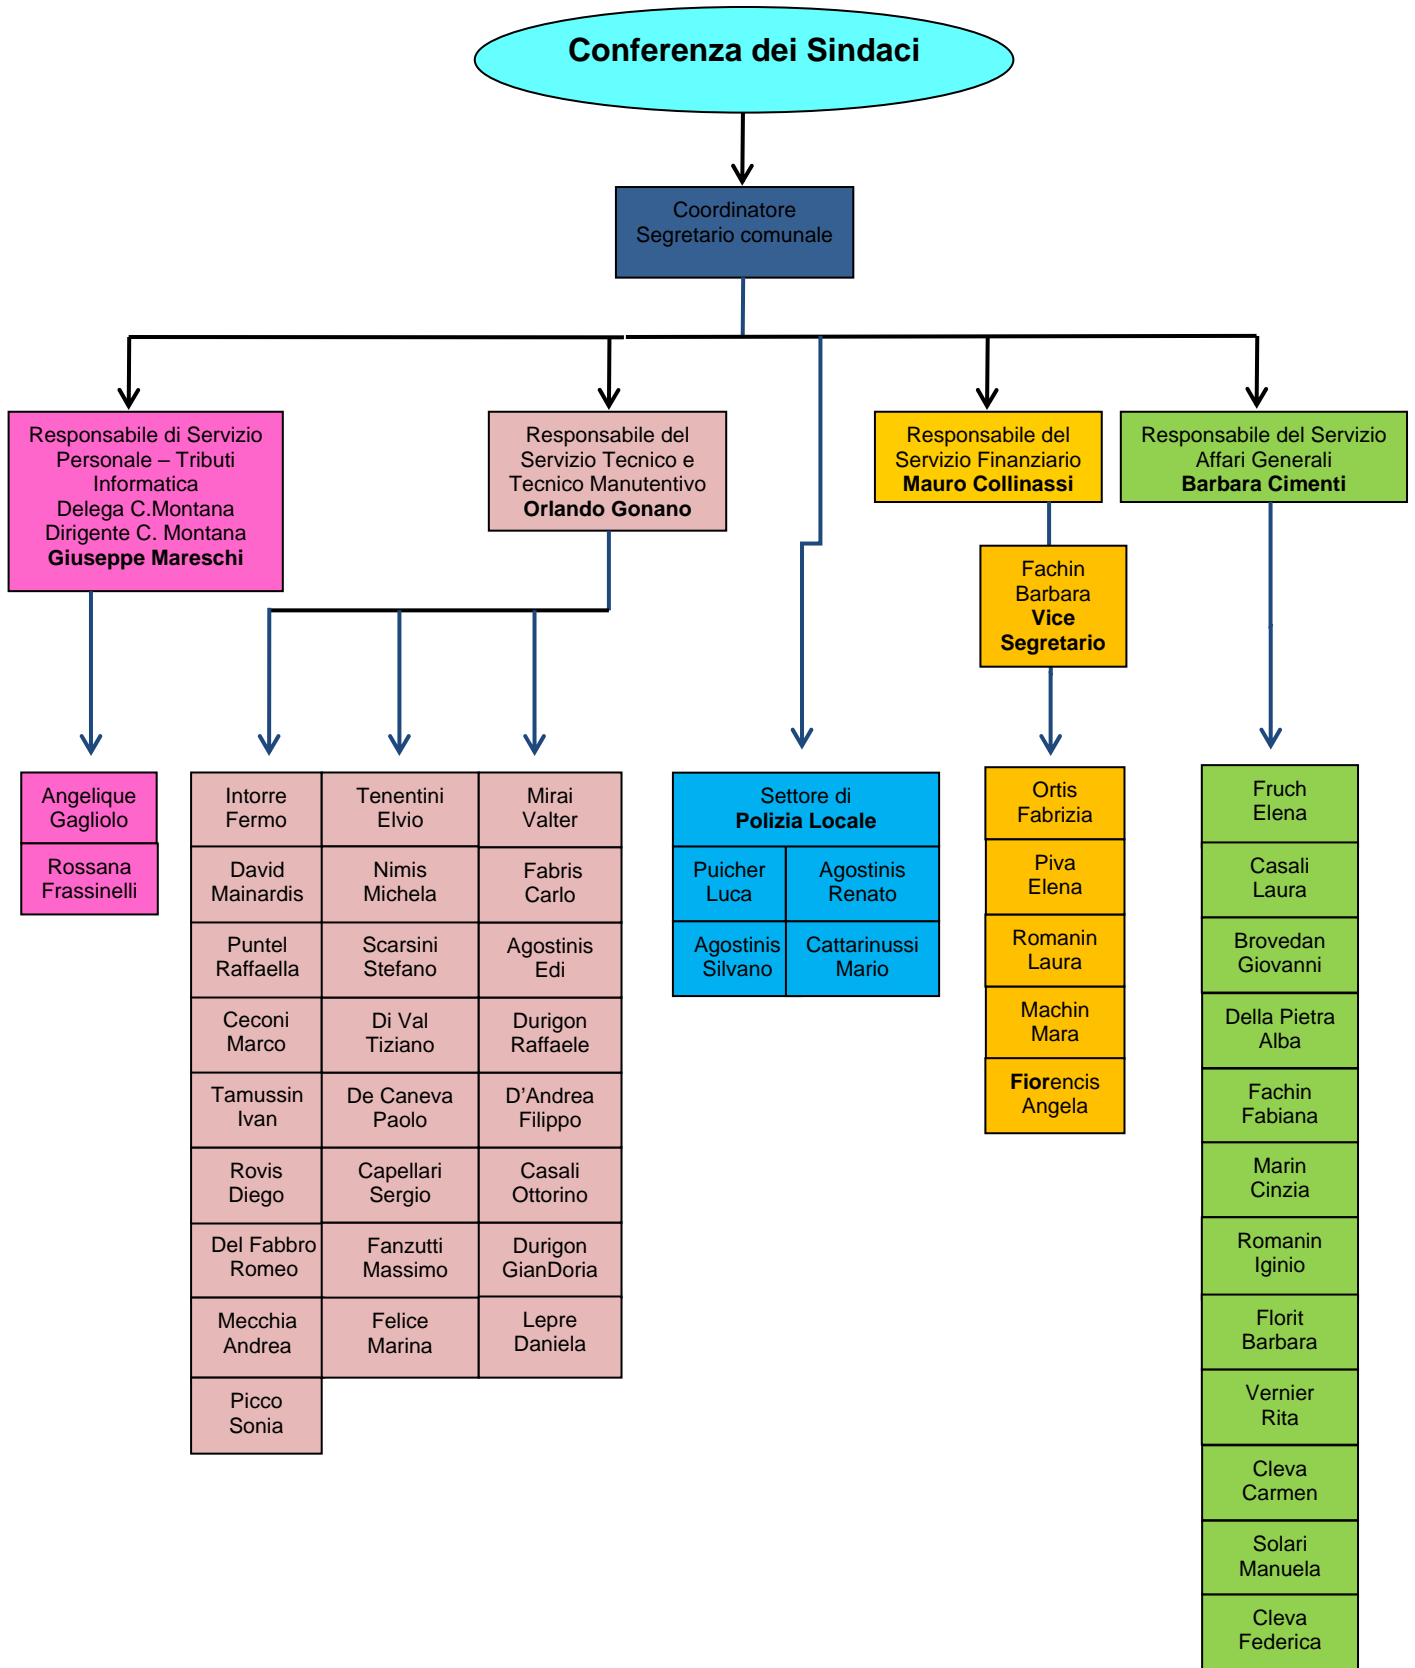 Conferenza dei Sindaci
Coordinatore
Segretario comunale
Responsabile di Servizio
Personale – Tributi
Informatica
Delega C.Montana
Dirigente C. Montana
Giuseppe Mareschi
Responsabile del
Servizio Tecnico e
Tecnico Manutentivo
Orlando Gonano
Responsabile del
Servizio Finanziario
Mauro Collinassi
Responsabile del Servizio
Affari Generali
Barbara Cimenti
Fachin
Barbara
Vice
Segretario
Angelique
Gagliolo
Rossana
Frassinelli
Intorre
Fermo
David
Mainardis
Puntel
Raffaella
Ceconi
Marco
Tamussin
Ivan
Rovis
Diego
Del Fabbro
Romeo
Mecchia
Andrea
Picco
Sonia
Tenentini
Elvio
Nimis
Michela
Scarsini
Stefano
Di Val
Tiziano
De Caneva
Paolo
Capellari
Sergio
Fanzutti
Massimo
Felice
Marina
Mirai
Valter
Fabris
Carlo
Agostinis
Edi
Durigon
Raffaele
D'Andrea
Filippo
Casali
Ottorino
Durigon
GianDoria
Lepre
Daniela
Settore di
Polizia Locale
Puicher
Luca
Agostinis
Renato
Agostinis
Silvano
Cattarinussi
Mario
Ortis
Fabrizia
Piva
Elena
Romanin
Laura
Machin
Mara
Fiorencis
Angela
Fruch
Elena
Casali
Laura
Brovedan
Giovanni
Della Pietra
Alba
Fachin
Fabiana
Marin
Cinzia
Romanin
Iginio
Florit
Barbara
Vernier
Rita
Cleva
Carmen
Solari
Manuela
Cleva
Federica